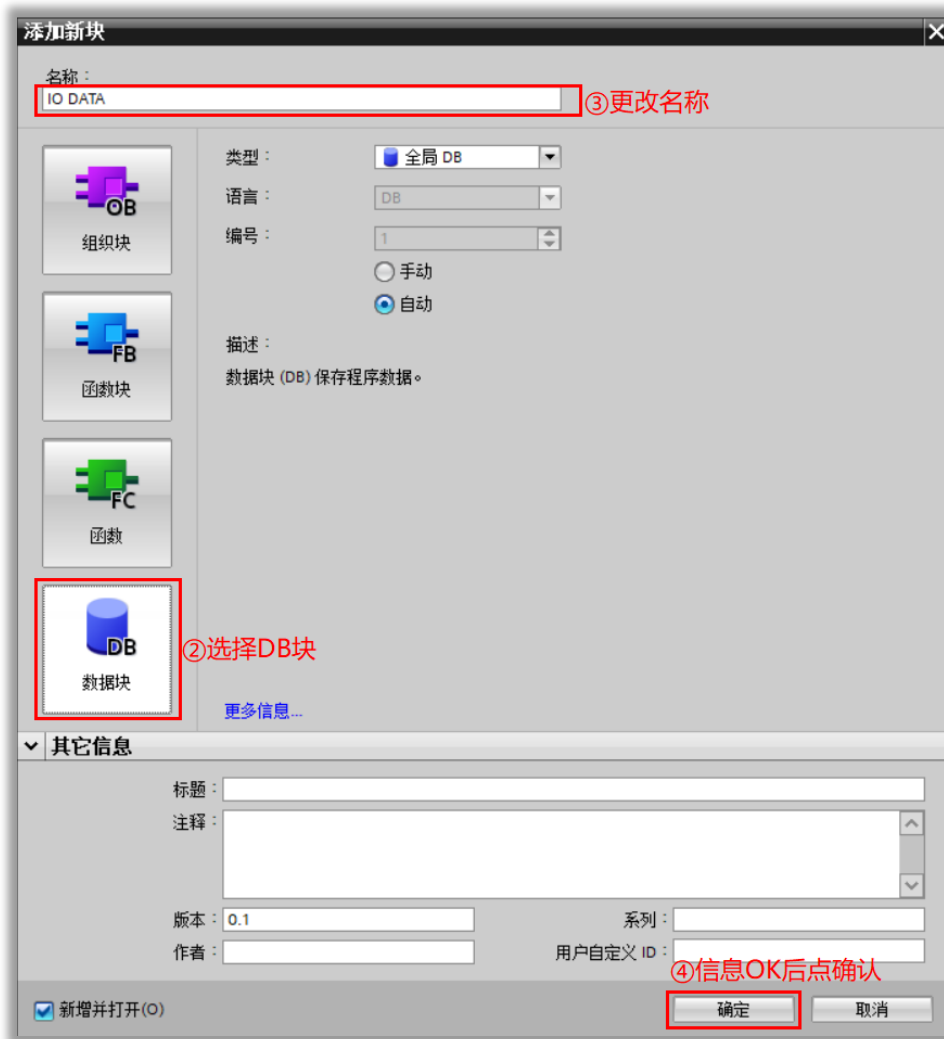 添加新块
名称：
IO DATA
③更改名称
OB
组织块
FB
函数块
FC
函数
DB
数据块
②选择DB块
类型：
全局 DB
语言：
DB
编号：
1
手动
自动
描述：
数据块 (DB) 保存程序数据。
更多信息...
其它信息
标题：
注释：
版本：
0.1
系列：
作者：
用户自定义 ID：
④信息OK后点确认
新增并打开(O)
确定
取消